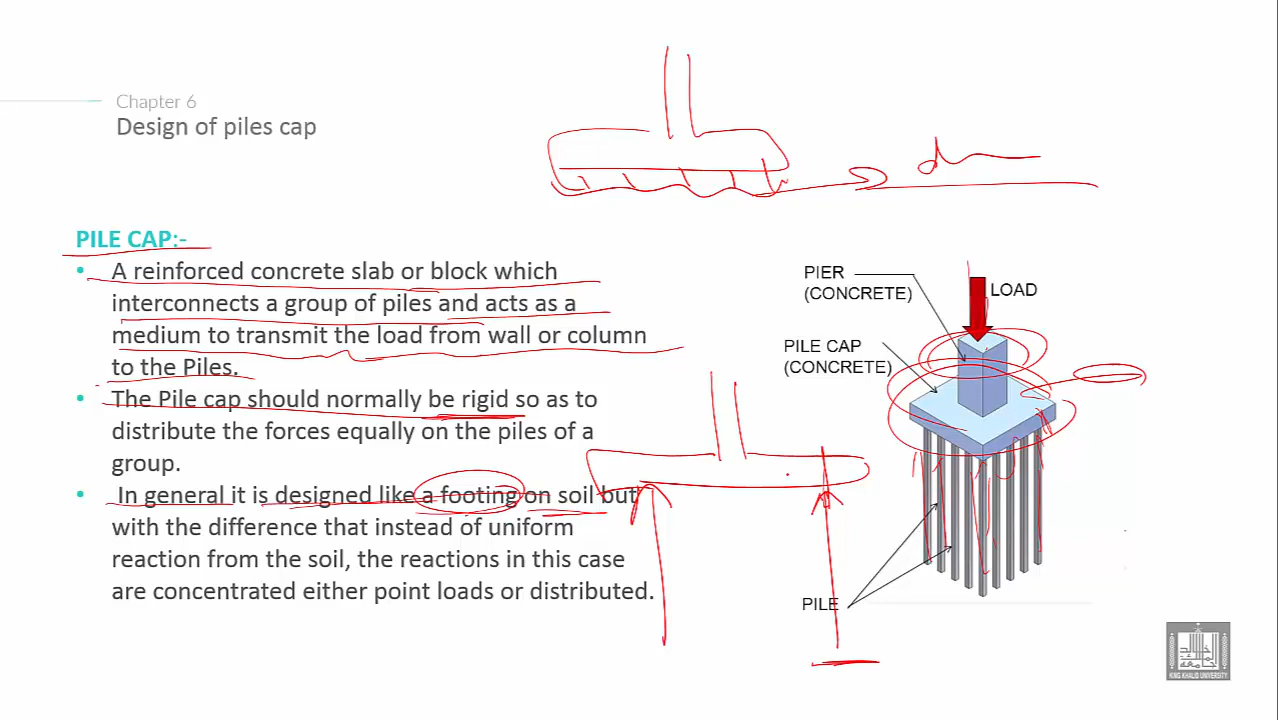 Chapter 6
Design of piles cap
PILE CAP:-
• A reinforced concrete slab or block which
interconnects a group of piles and acts as a
medium to transmit the load from wall or column
to the Piles.
• The Pile cap should normally be rigid so as to
distribute the forces equally on the piles of a
group.
• In general it is designed like a footing on soil but
with the difference that instead of uniform
reaction from the soil, the reactions in this case
are concentrated either point loads or distributed.
PIER
(CONCRETE)
LOAD
PILE CAP
(CONCRETE)
PILE
KING KHALID UNIVERSITY